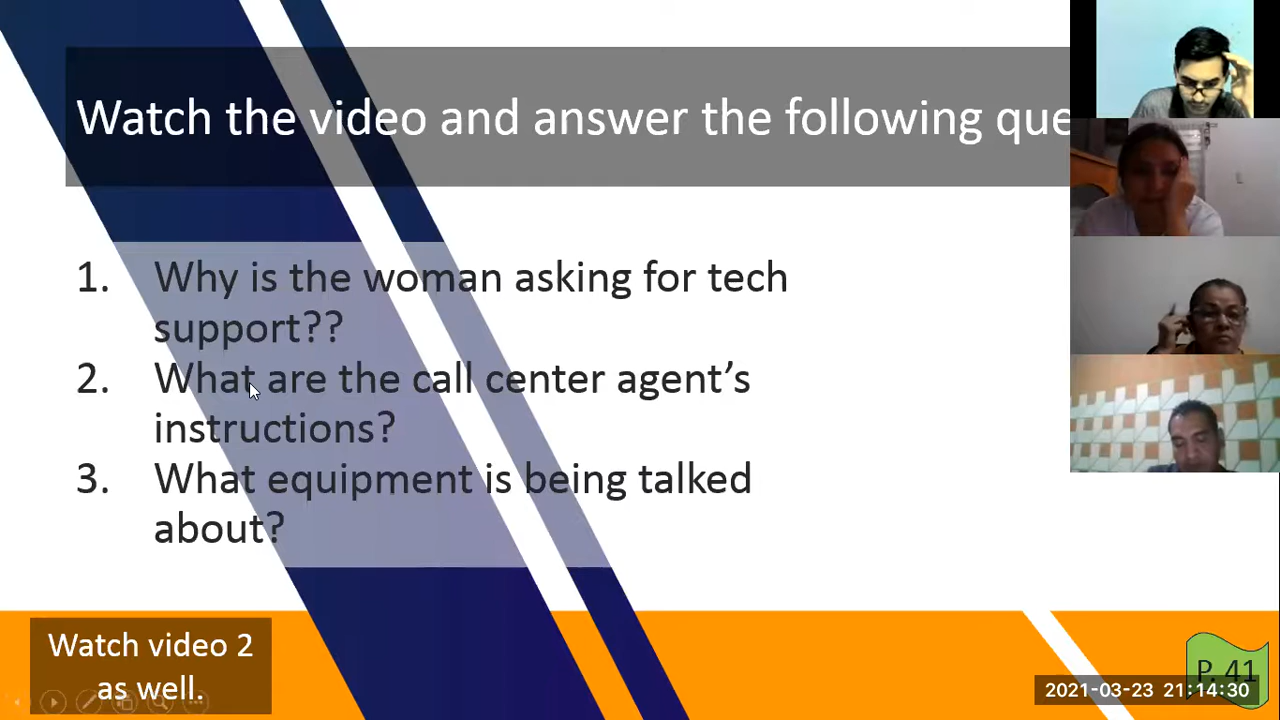 Watch the video and answer the following que
1. Why is the woman asking for tech
support??
2. What are the call center agent’s
instructions?
3. What equipment is being talked
about?
Watch video 2
as well.
P. 41
2021-03-23 21:14:30